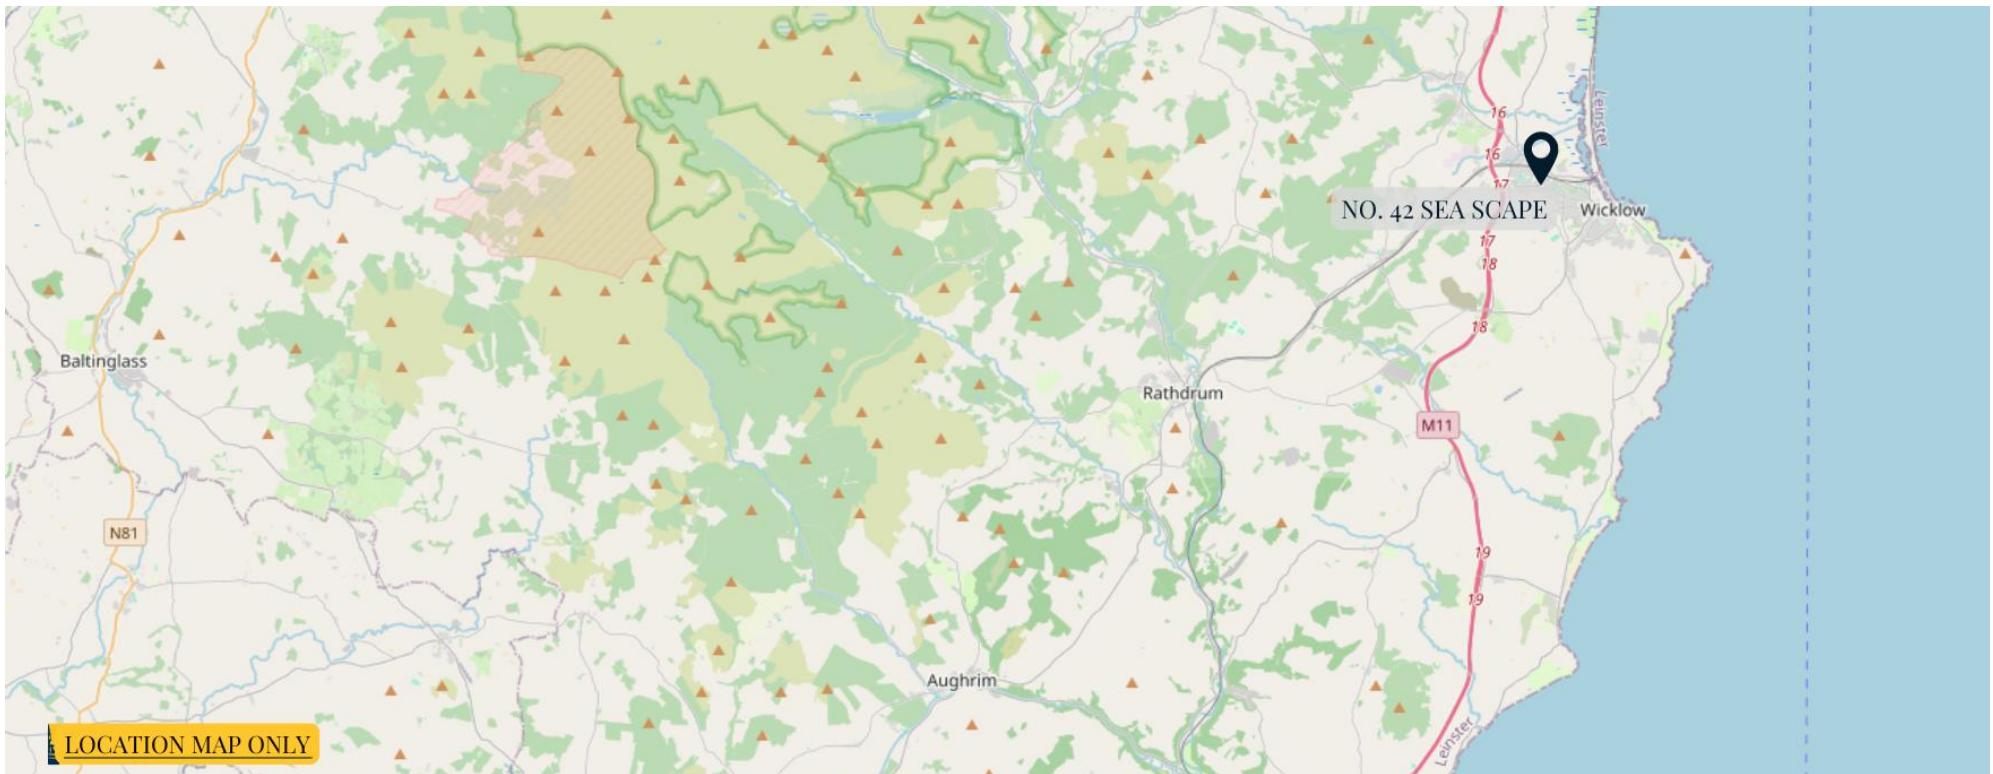 16
Leinster
16
17
NO. 42 SEA SCAPE
Wicklow
17
18
18
Baltinglass
Rathdrum
M11
N81
19
19
Aughrim
Leinster
LOCATION MAP ONLY